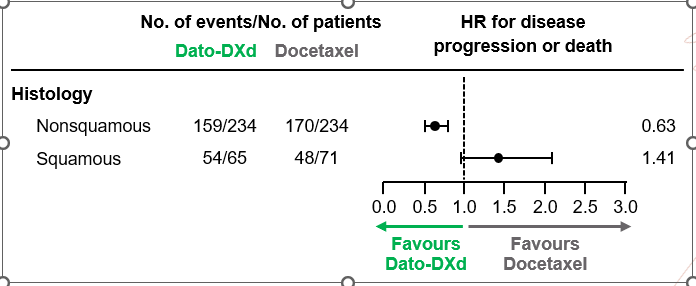 No. of events/No. of patients
HR for disease
progression or death
Dato-DXd Docetaxel
Histology
Nonsquamous 159/234 170/234 0.63
Squamous 54/65 48/71 1.41
0.0 0.5 1.0 1.5 2.0 2.5 3.0
Favours
Dato-DXd
Favours
Docetaxel